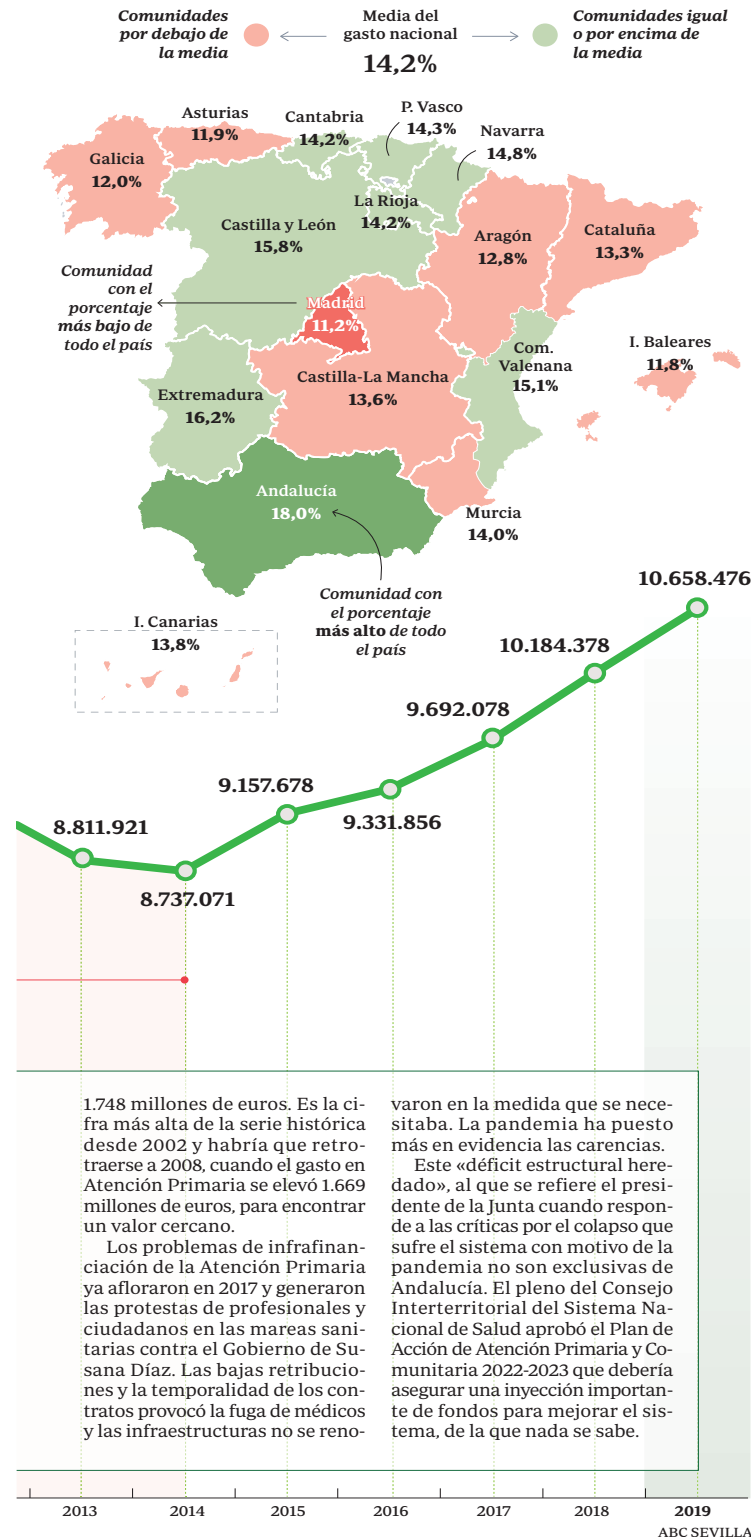 Comunidades
por debajo de
la media
Media del
gasto nacional
14,2%
Comunidades igual
o por encima de
la media
Asturias
11,9%
Cantabria
14,2%
P. Vasco
14,3%
Navarra
14,8%
Galicia
12,0%
La Rioja
14,2%
Castilla y León
15,8%
Aragón
12,8%
Cataluña
13,3%
Comunidad
con el
porcentaje
más bajo de
todo el país
Madrid
11,2%
Com.
Valenana
15,1%
I. Baleares
11,8%
Castilla-La Mancha
13,6%
Extremadura
16,2%
Andalucía
18,0%
Murcia
14,0%
Comunidad con
el porcentaje
más alto de todo
el país
I. Canarias
13,8%
10.658.476
10.184.378
9.692.078
9.157.678
9.331.856
8.811.921
8.737.071
1.748 millones de euros. Es la ci-
fra más alta de la serie histórica
desde 2002 y habría que retro-
traerse a 2008, cuando el gasto en
Atención Primaria se elevó 1.669
millones de euros, para encontrar
un valor cercano.
Los problemas de infrafinan-
ciación de la Atención Primaria
ya afloraron en 2017 y generaron
las protestas de profesionales y
ciudadanos en las mareas sani-
tarias contra el Gobierno de Su-
sana Díaz. Las bajas retribucio-
nes y la temporalidad de los con-
tratos provocó la fuga de médicos
y las infraestructuras no se reno-
varon en la medida que se nece-
sitaba. La pandemia ha puesto
más en evidencia las carencias.
Este «déficit estructural here-
dado», al que se refiere el presi-
dente de la Junta cuando respon-
de a las críticas por el colapso que
sufre el sistema con motivo de la
pandemia no son exclusivas de
Andalucía. El pleno del Consejo
Interterritorial del Sistema Na-
cional de Salud aprobó el Plan de
Acción de Atención Primaria y Co-
munitaria 2022-2023 que debería
asegurar una inyección importan-
te de fondos para mejorar el sis-
tema, de la que nada se sabe.
2013
2014
2015
2016
2017
2018
2019
ABC SEVILLA